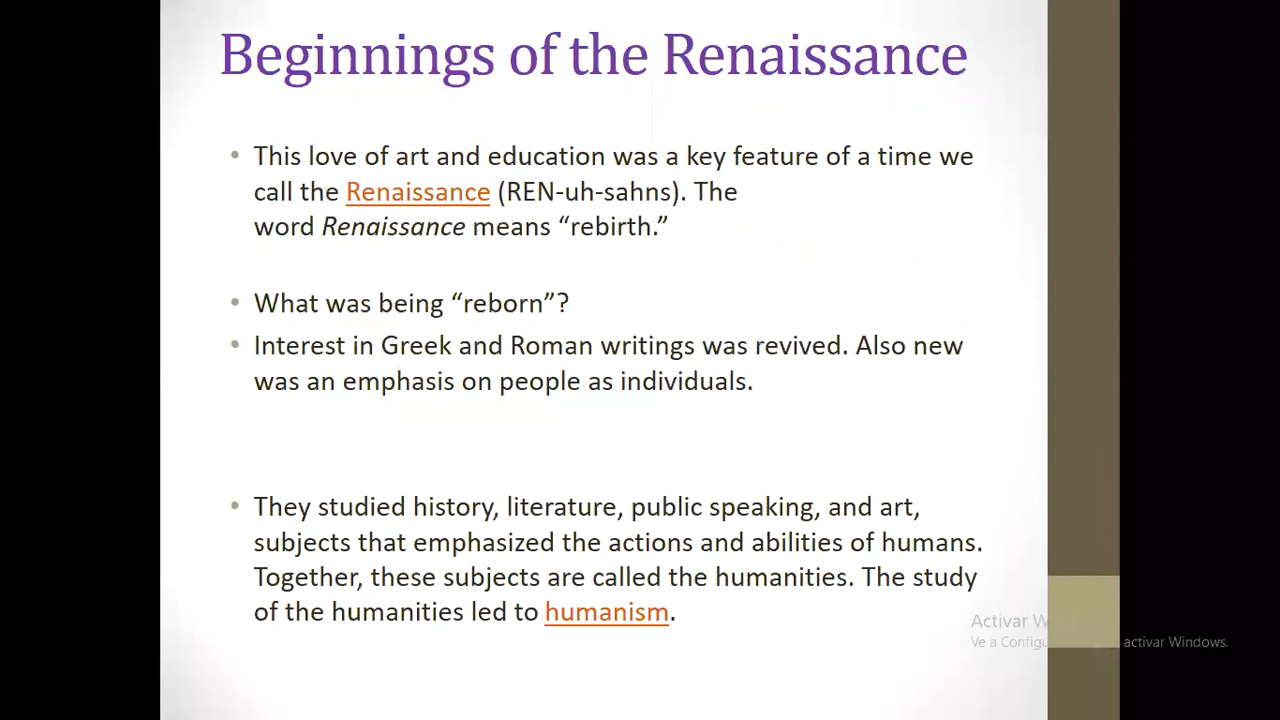 Beginnings of the Renaissance
• This love of art and education was a key feature of a time we
call the Renaissance (REN-uh-sahns). The
word Renaissance means “rebirth.”
• What was being “reborn”?
• Interest in Greek and Roman writings was revived. Also new
was an emphasis on people as individuals.
• They studied history, literature, public speaking, and art,
subjects that emphasized the actions and abilities of humans.
Together, these subjects are called the humanities. The study
of the humanities led to humanism.
Activar
Ve a activar Windows.